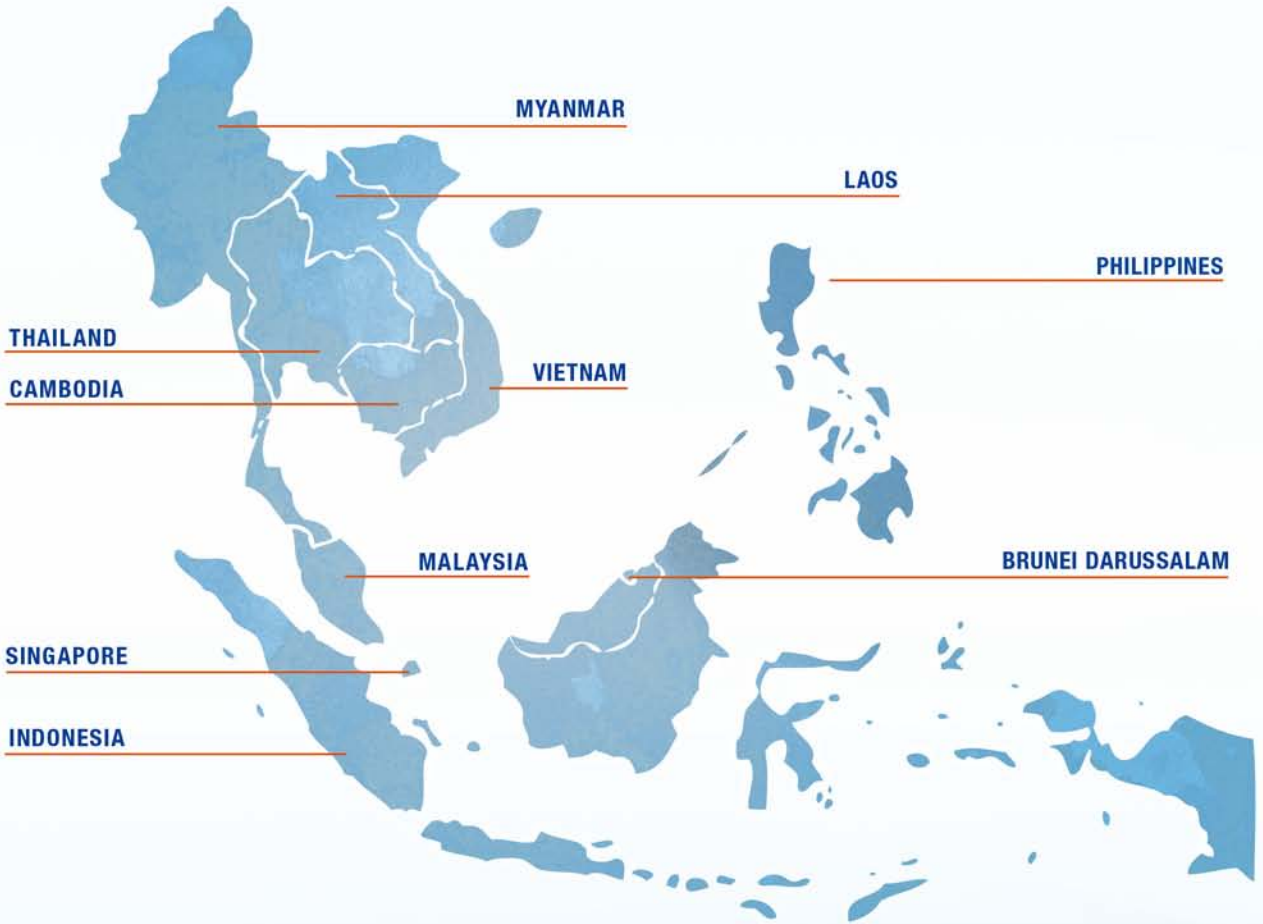 MYANMAR
LAOS
PHILIPPINES
THAILAND
VIETNAM
CAMBODIA
MALAYSIA
BRUNEI DARUSSALAM
SINGAPORE
INDONESIA